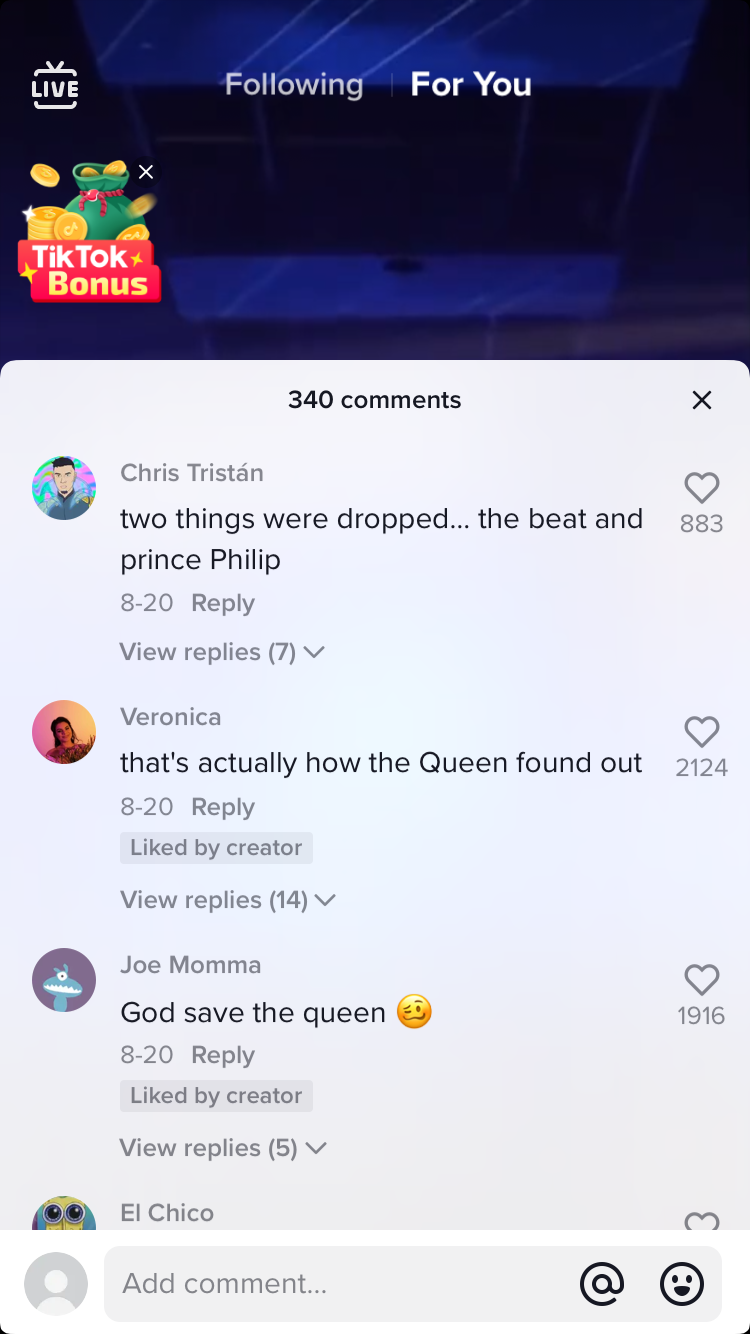 LIVE
Following
For You
TikTok
Bonus
340 comments
Chris Tristán
two things were dropped... the beat and
prince Philip
883
8-20 Reply
View replies (7)
Veronica
that's actually how the Queen found out
2124
8-20 Reply
Liked by creator
View replies (14)
Joe Momma
God save the queen 🥴
1916
8-20 Reply
Liked by creator
View replies (5)
El Chico
Add comment...